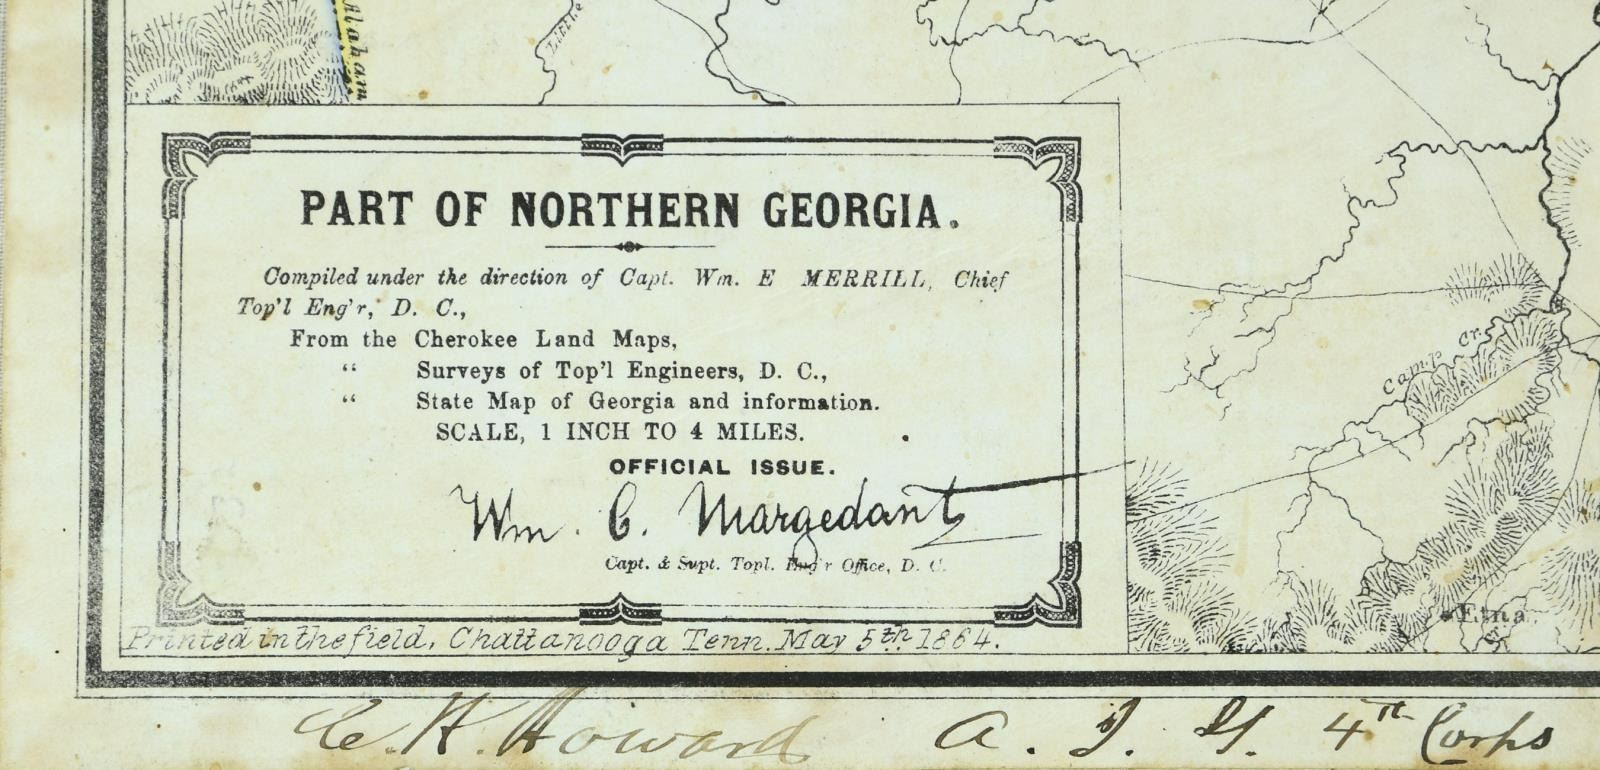 Alabam
Little
PART OF NORTHERN GEORGIA.
Compiled under the direction of Capt. Wm. E MERRILL, Chief
Top'l Eng'r, D. C.,
From the Cherokee Land Maps,
“ Surveys of Top'l Engineers, D. C.,
“ State Map of Georgia and information.
SCALE, 1 INCH TO 4 MILES.
OFFICIAL ISSUE.
Wm. C. Margedant
Capt. & Supt. Topl. Eng'r Office, D. C.
Camp Cr.
Etna.
Printed in the field, Chattanooga Tenn. May 5th. 1864.
C. H. Howard A. I. G. 4th Corps